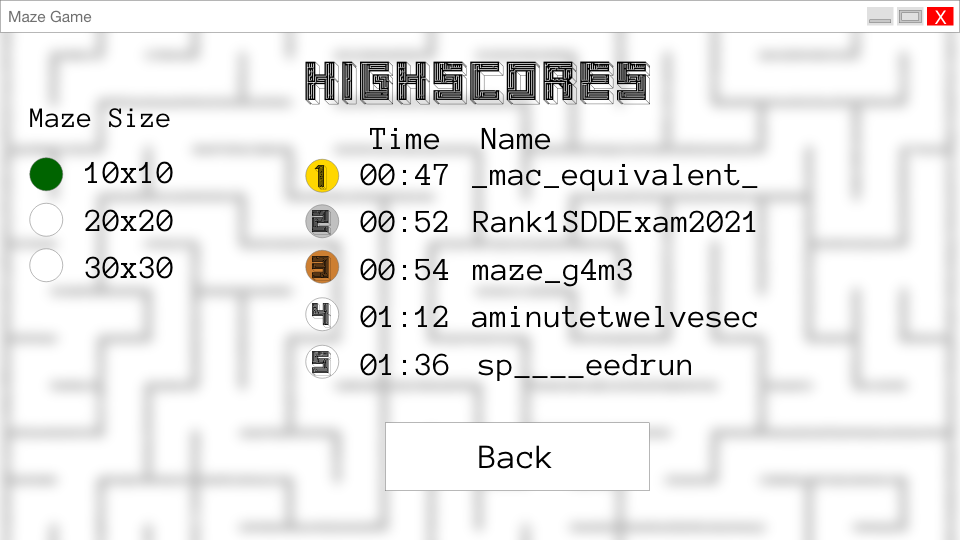 Maze Game X
HIGHSCORES
Maze Size
10x10
20x20
30x30
Time Name
1 00:47 _mac_equivalent_
2 00:52 Rank1SDDExam2021
3 00:54 maze_g4m3
4 01:12 aminutetwelvesec
5 01:36 sp____eedrun
Back